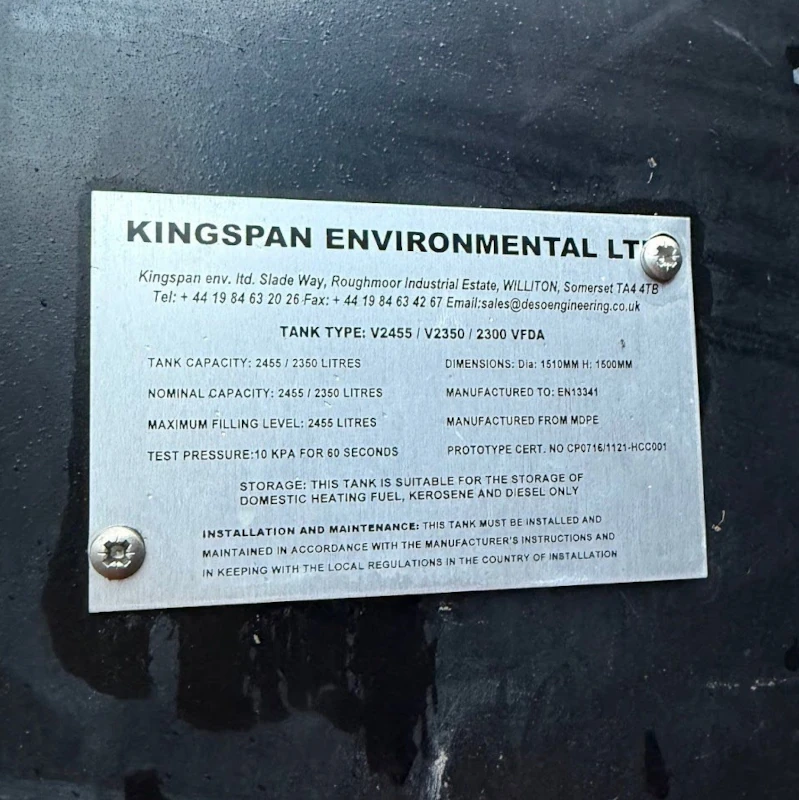 KINGSPAN ENVIRONMENTAL
Kingspan env. ltd. Slade Way, Roughmoor Industrial Estate, WILLITON, Somerset TA4 4TB
Tel: + 44 19 84 63 20 26 Fax: + 44 19 84 63 42 67 Email:sales@desoengineering.co.uk
TANK TYPE: V2455 / V2350 / 2300 VFDA
TANK CAPACITY: 2455 / 2350 LITRES
NOMINAL CAPACITY: 2455 / 2350 LITRES
MAXIMUM FILLING LEVEL: 2455 LITRES
TEST PRESSURE:10 KPA FOR 60 SECONDS
DIMENSIONS: Dia: 1510MM H: 1500MM
MANUFACTURED TO: EN13341
MANUFACTURED FROM MDPE
PROTOTYPE CERT. NO CP0716/1121-HCC001
STORAGE: THIS TANK IS SUITABLE FOR THE STORAGE OF
DOMESTIC HEATING FUEL, KEROSENE AND DIESEL ONLY
INSTALLATION AND MAINTENANCE: THIS TANK MUST BE INSTALLED AND
MAINTAINED IN ACCORDANCE WITH THE MANUFACTURER'S INSTRUCTIONS AND
IN KEEPING WITH THE LOCAL REGULATIONS IN THE COUNTRY OF INSTALLATION